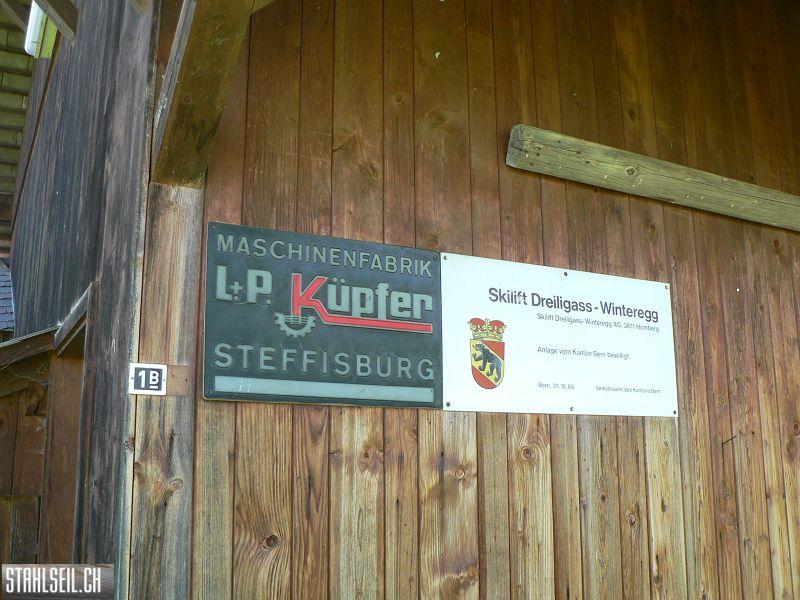 MASCHINENFABRIK
L+P. Küpfer
STEFFISBURG
Skilift Dreiligass-Winteregg
Skilift Dreiligass-Winteregg AG, 3611 Homberg
Anlage vom Kanton Bern bewilligt
Bern, 01.12.69 Verkehrsamt des Kantons Bern
1B
STAHLSEIL.CH